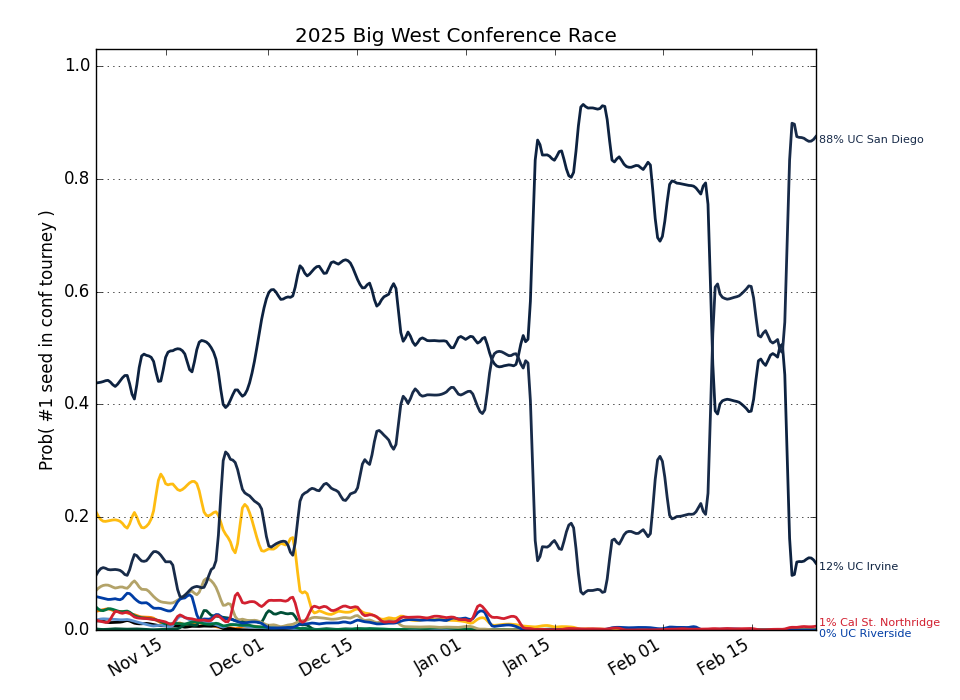 2025 Big West Conference Race
Prob( #1 seed in conf tourney )
1.0
0.8
0.6
0.4
0.2
0.0
Nov 15
Dec 01
Dec 15
Jan 01
Jan 15
Feb 01
Feb 15
88% UC San Diego
12% UC Irvine
1% Cal St. Northridge
0% UC Riverside